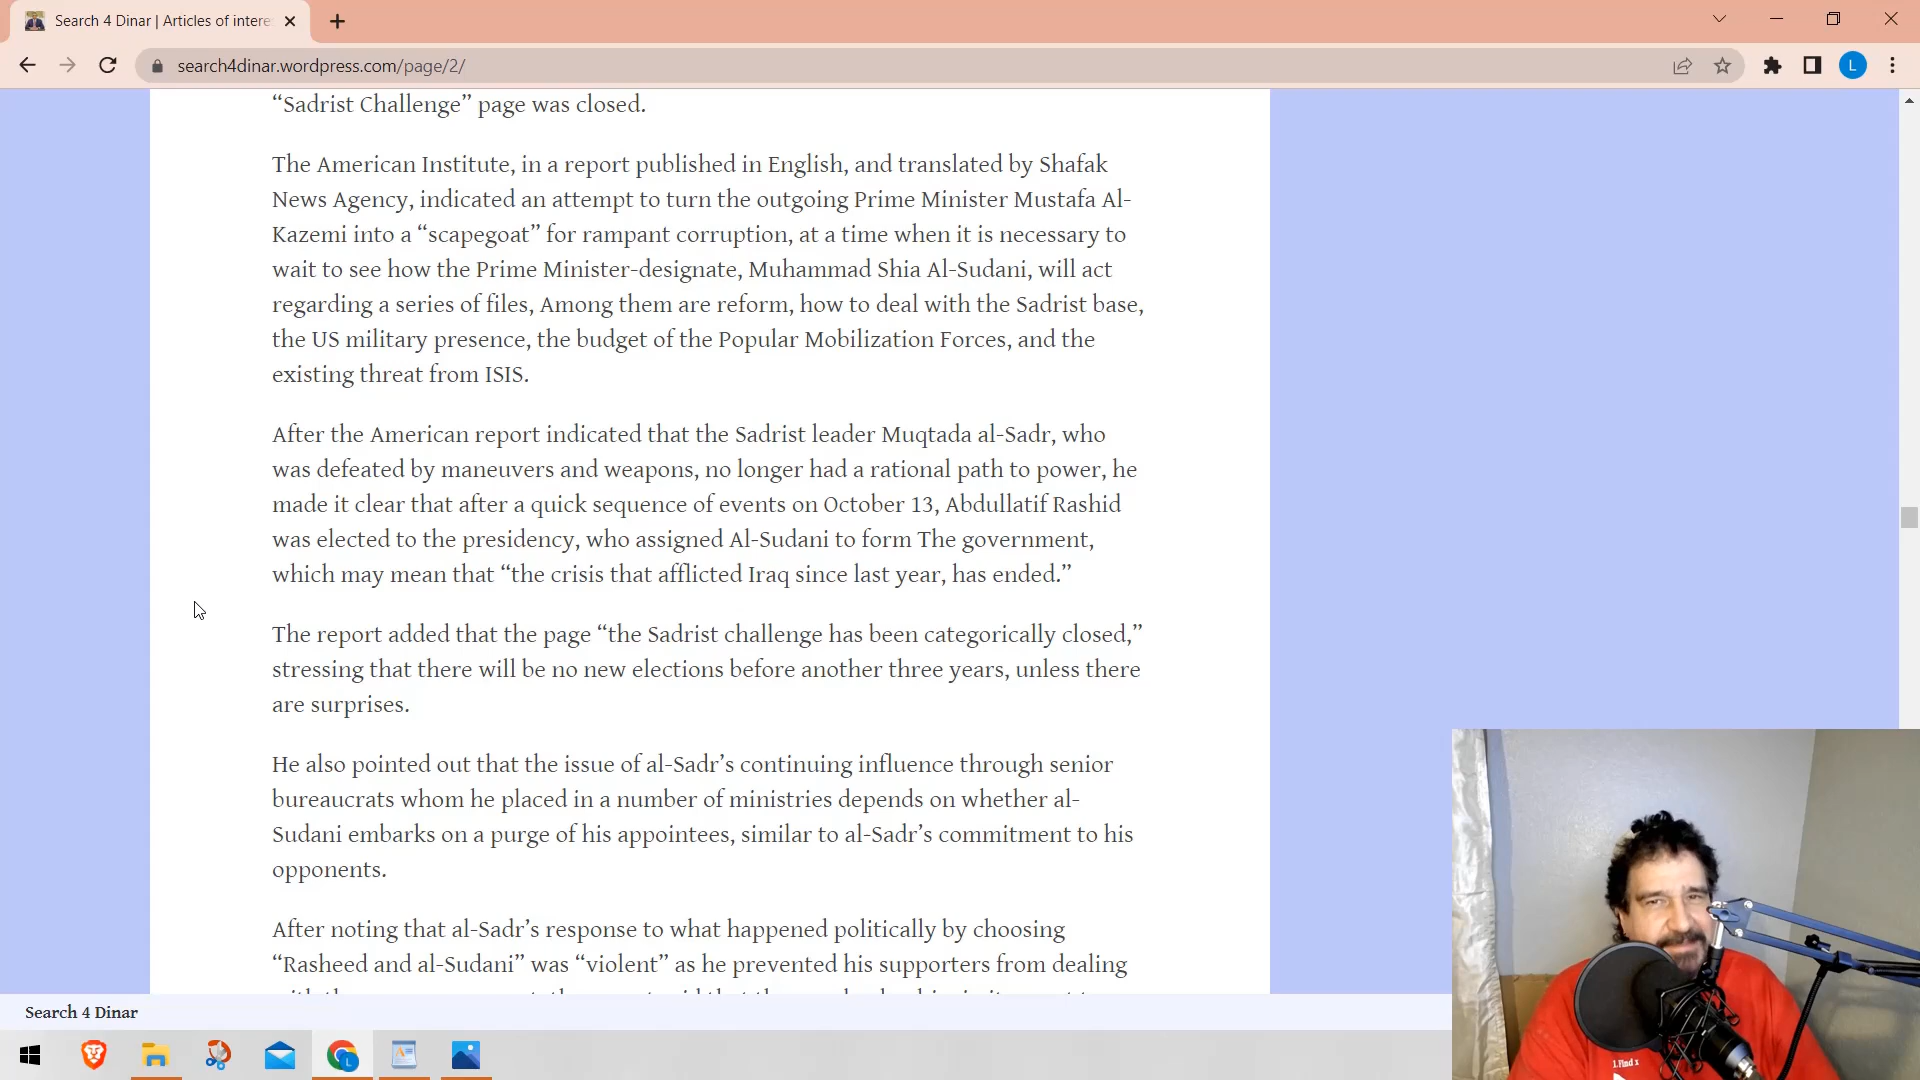 Search 4 Dinar | Articles of intere
search4dinar.wordpress.com/page/2/
L
“Sadrist Challenge” page was closed.
The American Institute, in a report published in English, and translated by Shafak
News Agency, indicated an attempt to turn the outgoing Prime Minister Mustafa Al-
Kazemi into a “scapegoat” for rampant corruption, at a time when it is necessary to
wait to see how the Prime Minister-designate, Muhammad Shia Al-Sudani, will act
regarding a series of files, Among them are reform, how to deal with the Sadrist base,
the US military presence, the budget of the Popular Mobilization Forces, and the
existing threat from ISIS.
After the American report indicated that the Sadrist leader Muqtada al-Sadr, who
was defeated by maneuvers and weapons, no longer had a rational path to power, he
made it clear that after a quick sequence of events on October 13, Abdullatif Rashid
was elected to the presidency, who assigned Al-Sudani to form The government,
which may mean that “the crisis that afflicted Iraq since last year, has ended.”
The report added that the page “the Sadrist challenge has been categorically closed,”
stressing that there will be no new elections before another three years, unless there
are surprises.
He also pointed out that the issue of al-Sadr’s continuing influence through senior
bureaucrats whom he placed in a number of ministries depends on whether al-
Sudani embarks on a purge of his appointees, similar to al-Sadr’s commitment to his
opponents.
After noting that al-Sadr’s response to what happened politically by choosing
“Rasheed and al-Sudani” was “violent” as he prevented his supporters from dealing
Search 4 Dinar
1. Find x